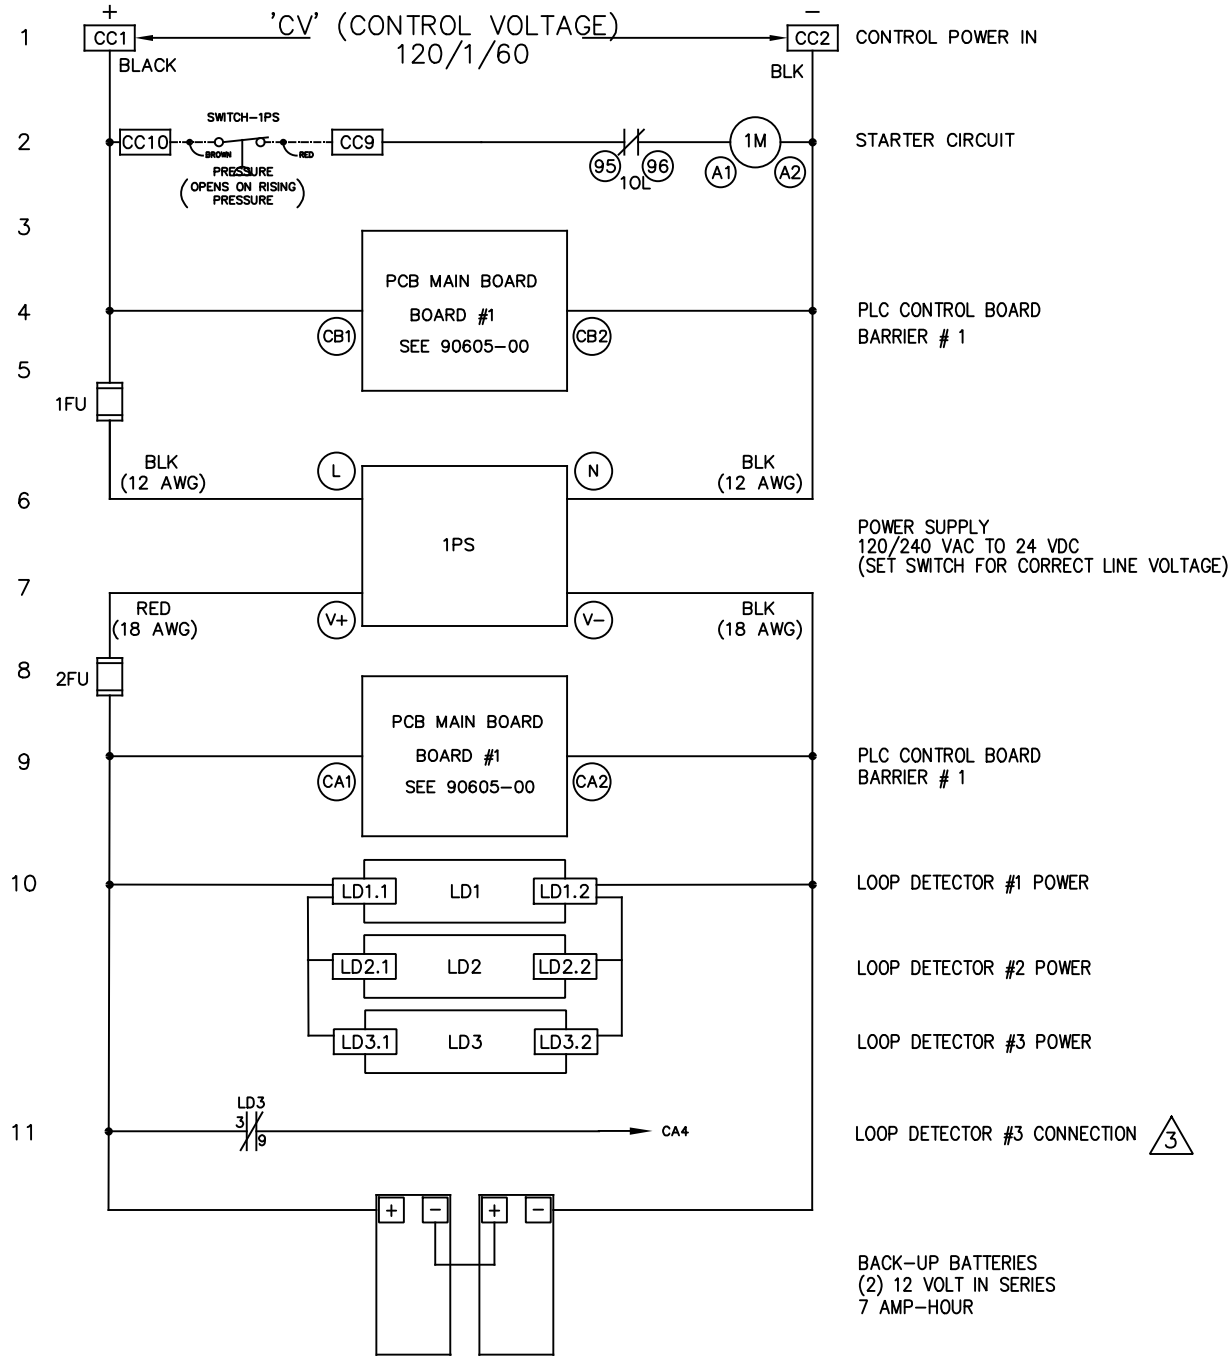 +
'CV' (CONTROL VOLTAGE)
120/1/60
−
1
CC1
CC2
CONTROL POWER IN
BLACK
BLK
2
CC10
SWITCH-1PS
BROWN
RED
PRESSURE
(OPENS ON RISING
PRESSURE)
CC9
95
96
1OL
1M
A1
A2
STARTER CIRCUIT
3
4
PCB MAIN BOARD
BOARD #1
SEE 90605-00
CB1
CB2
PLC CONTROL BOARD
BARRIER # 1
5
1FU
BLK
(12 AWG)
L
N
BLK
(12 AWG)
6
1PS
POWER SUPPLY
120/240 VAC TO 24 VDC
(SET SWITCH FOR CORRECT LINE VOLTAGE)
7
RED
(18 AWG)
V+
V−
BLK
(18 AWG)
8
2FU
9
PCB MAIN BOARD
BOARD #1
SEE 90605-00
CA1
CA2
PLC CONTROL BOARD
BARRIER # 1
10
LD1.1
LD1
LD1.2
LOOP DETECTOR #1 POWER
LD2.1
LD2
LD2.2
LOOP DETECTOR #2 POWER
LD3.1
LD3
LD3.2
LOOP DETECTOR #3 POWER
11
LD3
3
9
CA4
LOOP DETECTOR #3 CONNECTION
3
+ − + −
BACK-UP BATTERIES
(2) 12 VOLT IN SERIES
7 AMP-HOUR